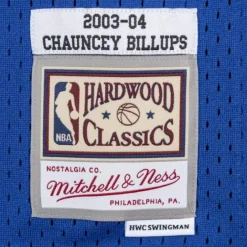 2003-04
CHAUNCEY BILLUPS
HARDWOOD
NBA
CLASSICS
NOSTALGIA CO.
Mitchell & Ness
PHILADELPHIA, PA.
HWC SWINGMAN